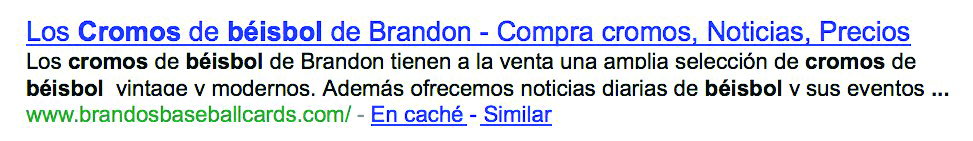 Los Cromos de béisbol de Brandon - Compra cromos, Noticias, Precios
Los cromos de béisbol de Brandon tienen a la venta una amplia selección de cromos de
béisbol vintage y modernos. Además ofrecemos noticias diarias de béisbol y sus eventos ...
www.brandosbaseballcards.com/ - En caché - Similar